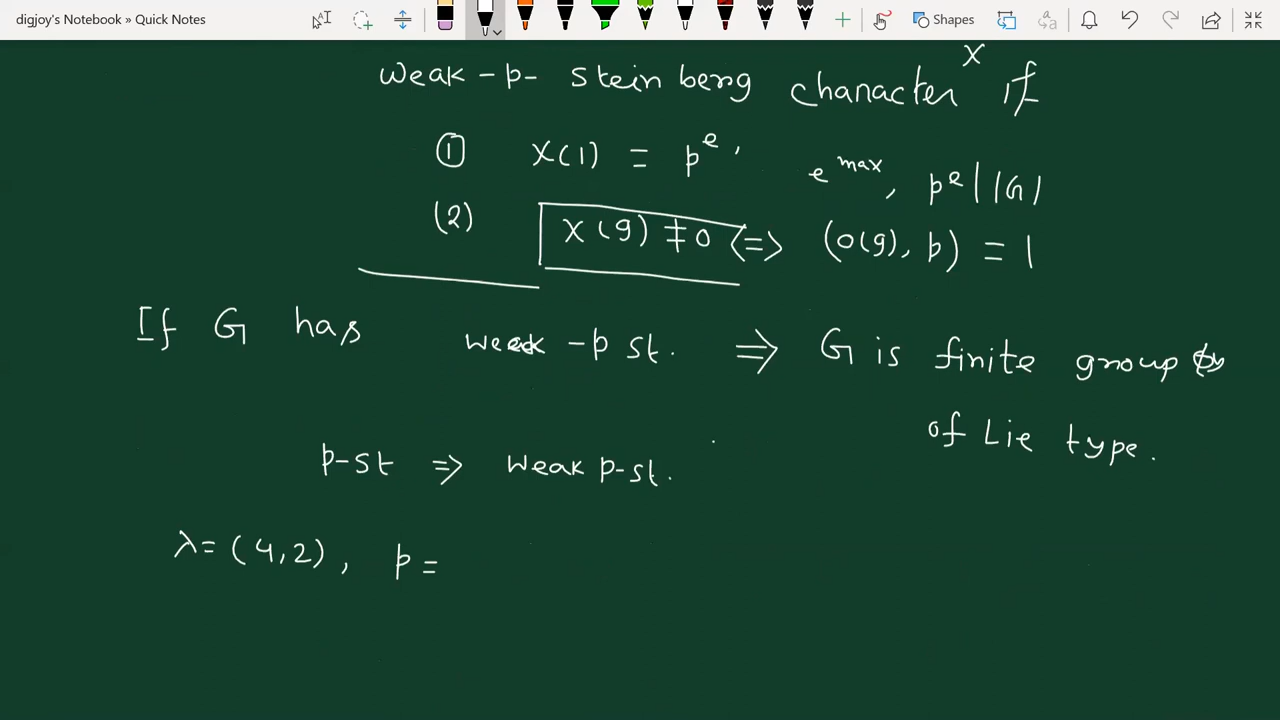 digjoy's Notebook » Quick Notes
Shapes
weak - p - steinberg character χ if
① χ(1) = p^e, e max, p^e | |G|
(2) χ(g) ≠ 0 <=> (o(g), p) = 1
If G has weak - p st. => G is finite group
of Lie type.
p-st => weak p-st.
λ = (4,2), p =